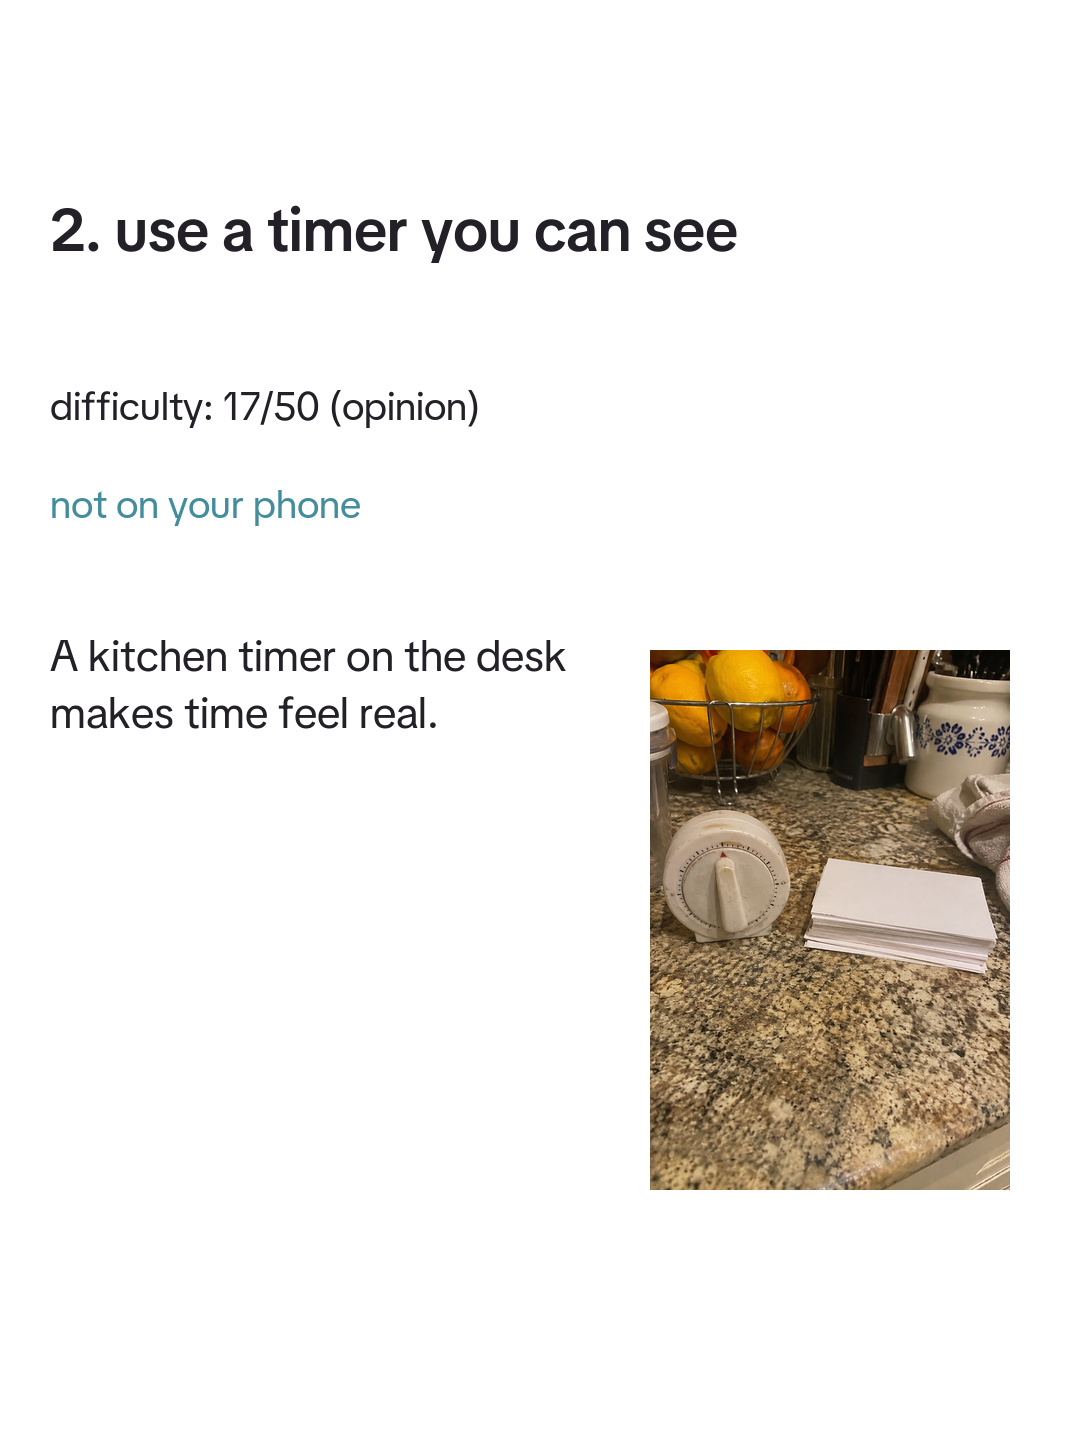 2. use a timer you can see
difficulty: 17/50 (opinion)
not on your phone
A kitchen timer on the desk
makes time feel real.